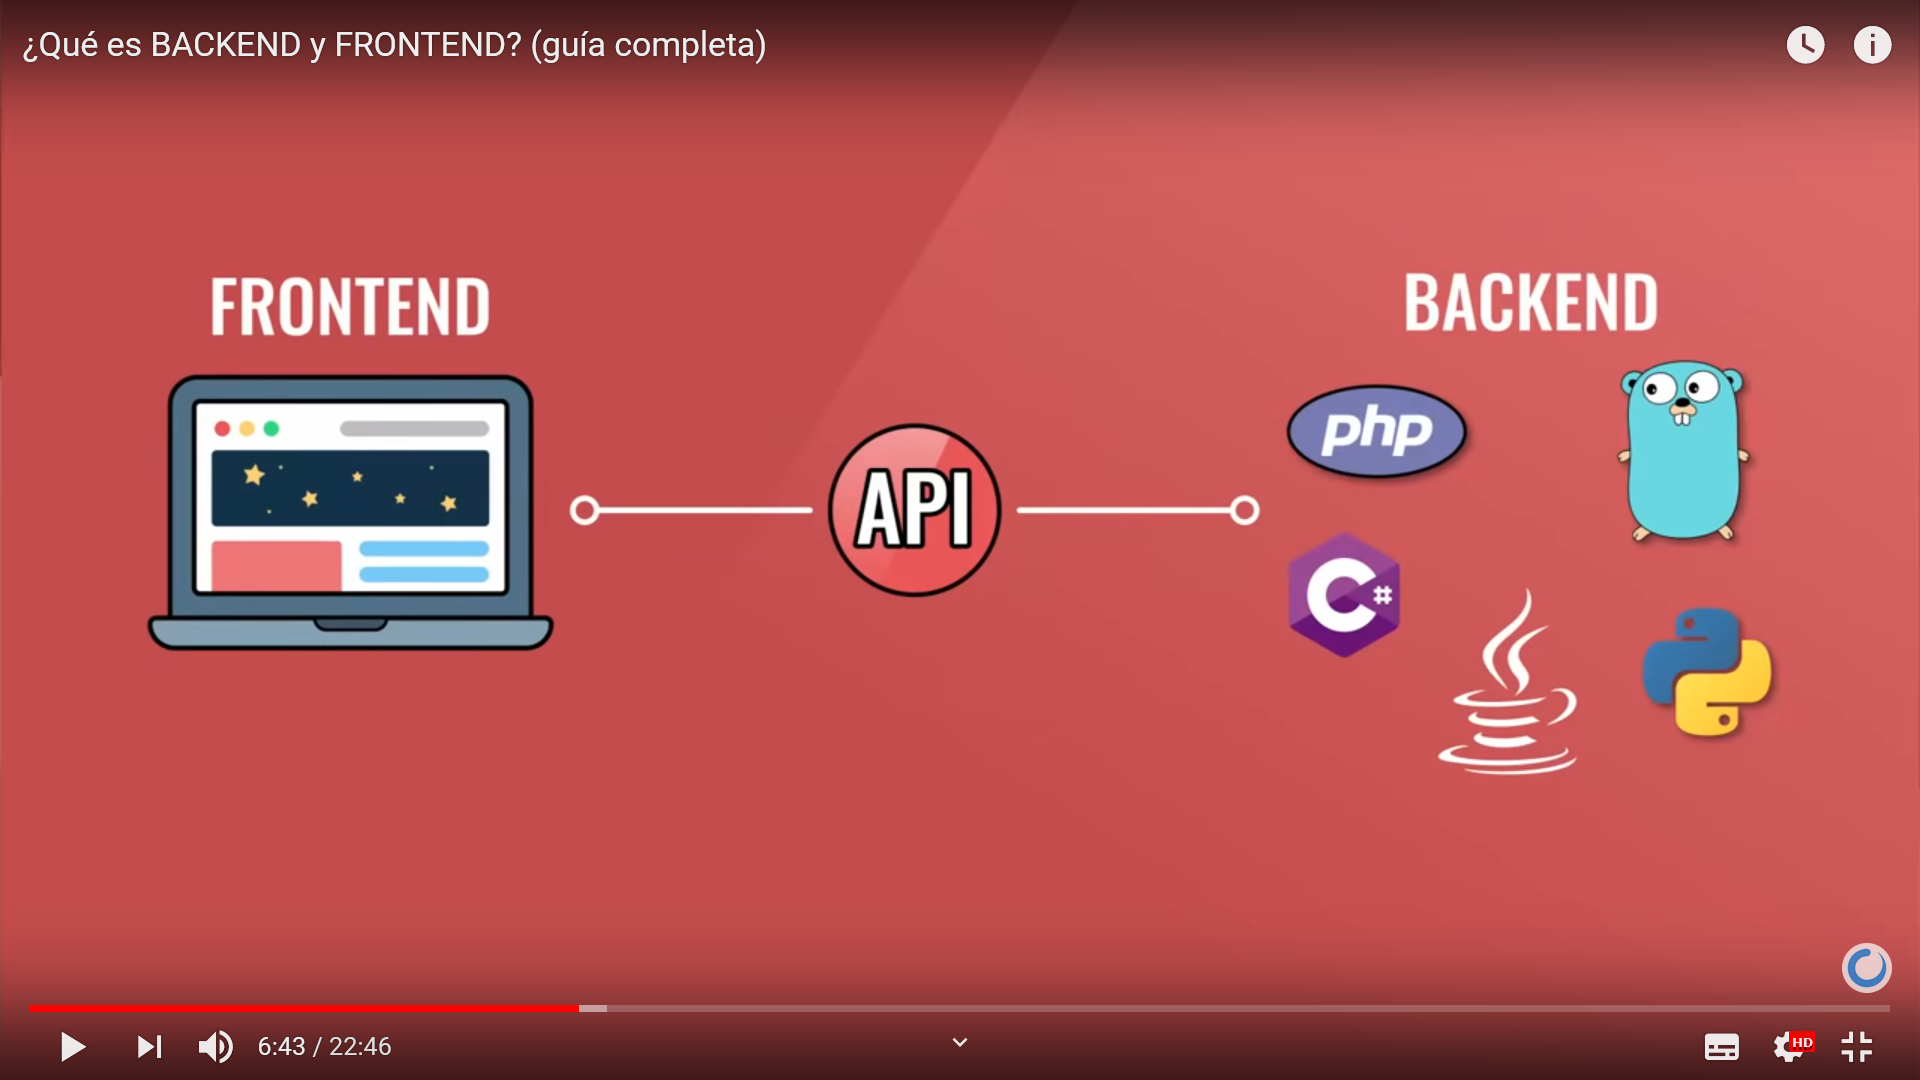 ¿Qué es BACKEND y FRONTEND? (guía completa)
FRONTEND
BACKEND
php
API
C#
6:43 / 22:46
HD